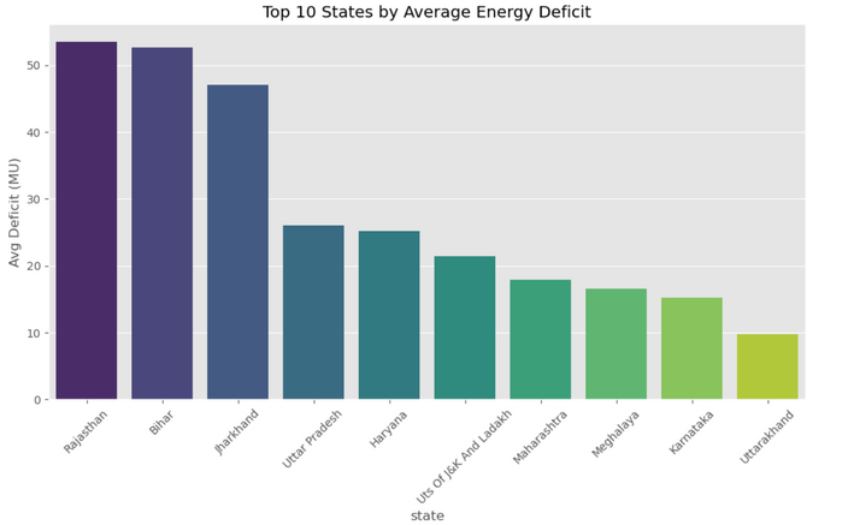 Top 10 States by Average Energy Deficit
Avg Deficit (MU)
50
40
30
20
10
0
Rajasthan
Bihar
Jharkhand
Uttar Pradesh
Haryana
Uts Of J&K And Ladakh
Maharashtra
Meghalaya
Karnataka
Uttarakhand
state